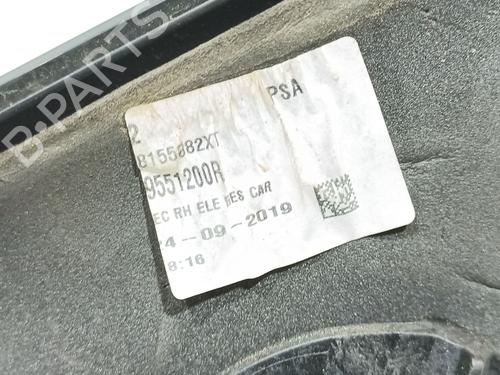 B-PARTS
2 PSA
8155882XT
9551200R
EC RH ELE RES CAR
24-09-2019
8:16